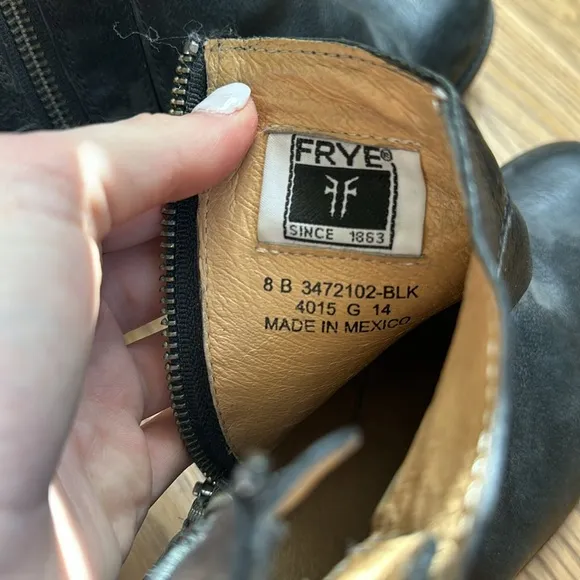 FRYE®
SINCE 1863
8 B 3472102-BLK
4015 G 14
MADE IN MEXICO